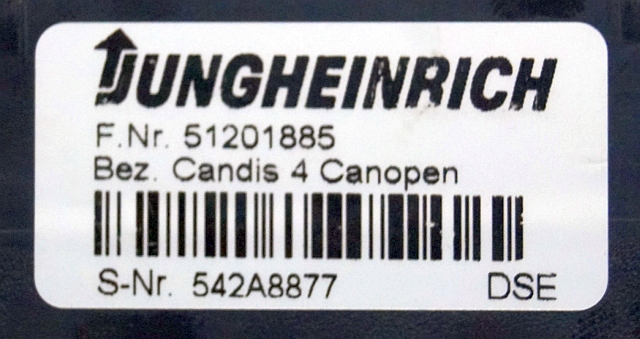 JUNGHEINRICH
F.Nr. 51201885
Bez. Candis 4 Canopen
S-Nr. 542A8877 DSE